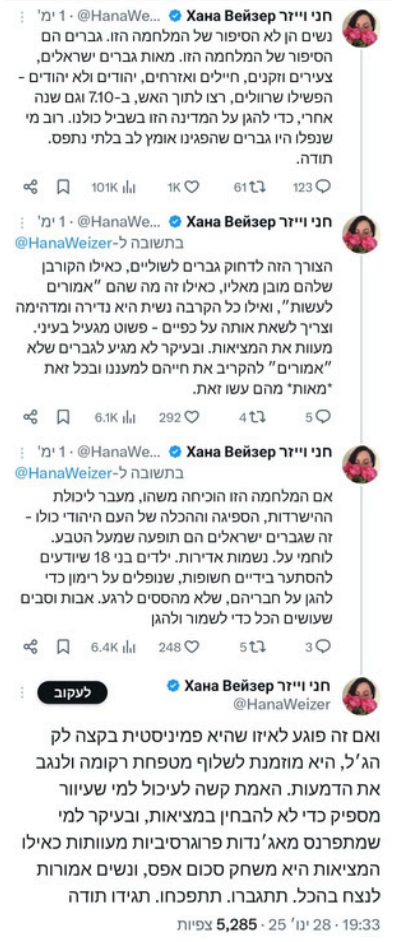 חני וייזר Хана Вейзер @HanaWe... · 1 ימ'
נשים הן לא הסיפור של המלחמה הזו. גברים הם
הסיפור של המלחמה הזו. מאות גברים ישראלים,
צעירים וזקנים, חיילים ואזרחים, יהודים ולא יהודים -
הפשילו שרוולים, רצו לתוך האש, ב-7.10 וגם שנה
אחרי, כדי להגן על המדינה הזו בשביל כולנו. רוב מי
שנפלו היו גברים שהפגינו אומץ לב בלתי נתפס.
תודה.
123 61 1K 101K
חני וייזר Хана Вейзер @HanaWe... · 1 ימ'
בתשובה ל-@HanaWeizer
הצורך הזה לדחוק גברים לשוליים, כאילו הקורבן
שלהם מובן מאליו, כאילו זה מה שהם "אמורים
לעשות", ואילו כל הקרבה נשית היא נדירה ומדהימה
וצריך לשאת אותה על כפיים - פשוט מגעיל בעיני.
מעוות את המציאות. ובעיקר לא מגיע לגברים שלא
"אמורים" להקריב את חייהם למעננו ובכל זאת
*מאות* מהם עשו זאת.
5 4 292 6.1K
חני וייזר Хана Вейзер @HanaWe... · 1 ימ'
בתשובה ל-@HanaWeizer
אם המלחמה הזו הוכיחה משהו, מעבר ליכולת
ההישרדות, הספיגה וההכלה של העם היהודי כולו -
זה שגברים ישראלים הם תופעה שמעל הטבע.
לוחמי על. נשמות אדירות. ילדים בני 18 שיודעים
להסתער בידיים חשופות, שנופלים על רימון כדי
להגן על חבריהם, שלא מהססים לרגע. אבות וסבים
שעושים הכל כדי לשמור ולהגן
3 5 248 6.4K
חני וייזר Хана Вейзер
@HanaWeizer
לעקוב
ואם זה פוגע לאיזו שהיא פמיניסטית בקצה לק
הג'ל, היא מוזמנת לשלוף מטפחת רקומה ולנגב
את הדמעות. האמת קשה לעיכול למי שעיוור
מספיק כדי לא להבחין במציאות, ובעיקר למי
שמתפרנס מאג'נדות פרוגרסיביות מעוותות כאילו
המציאות היא משחק סכום אפס, ונשים אמורות
לנצח בהכל. תתגברו. תתפכחו. תגידו תודה
19:33 · 28 ינו' 25 · 5,285 צפיות